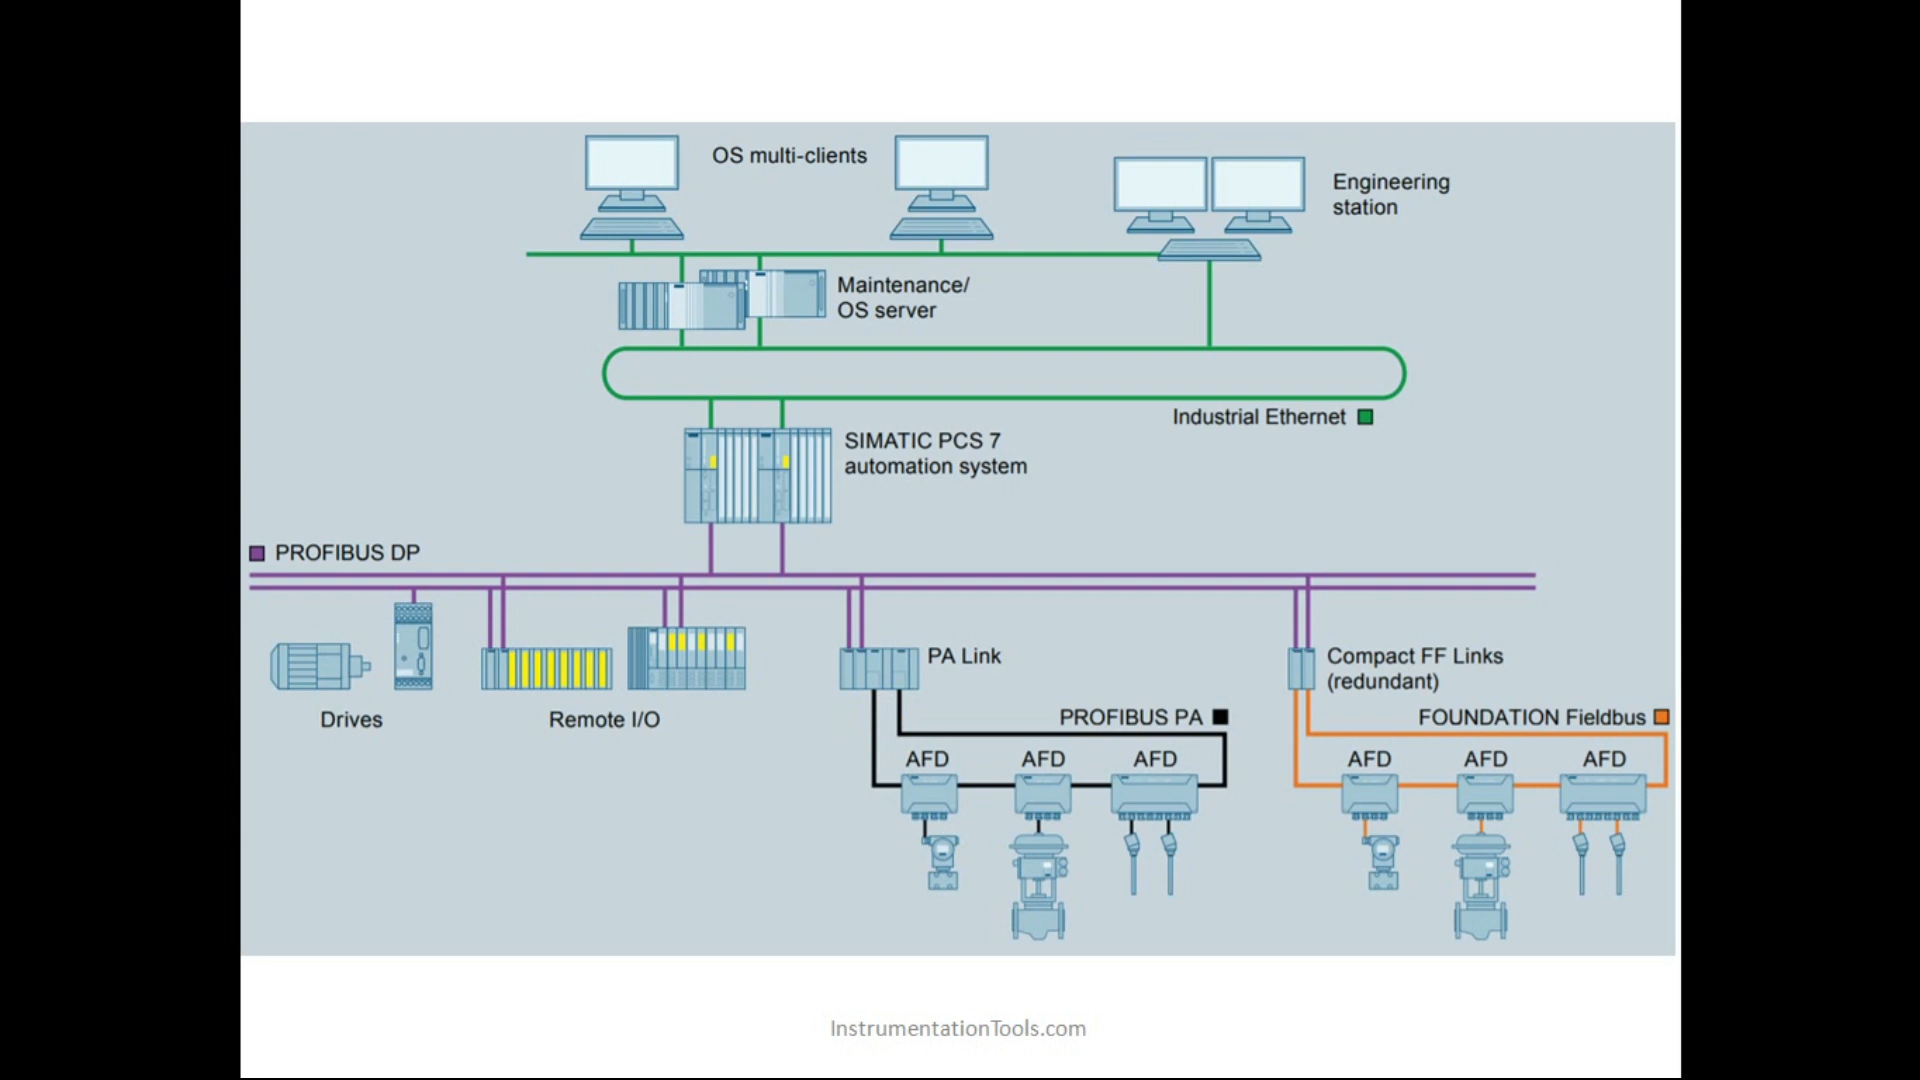 OS multi-clients
Engineering
station
Maintenance/
OS server
Industrial Ethernet
SIMATIC PCS 7
automation system
PROFIBUS DP
PA Link
Compact FF Links
(redundant)
Drives
Remote I/O
PROFIBUS PA
FOUNDATION Fieldbus
AFD
AFD
AFD
AFD
AFD
AFD
InstrumentationTools.com